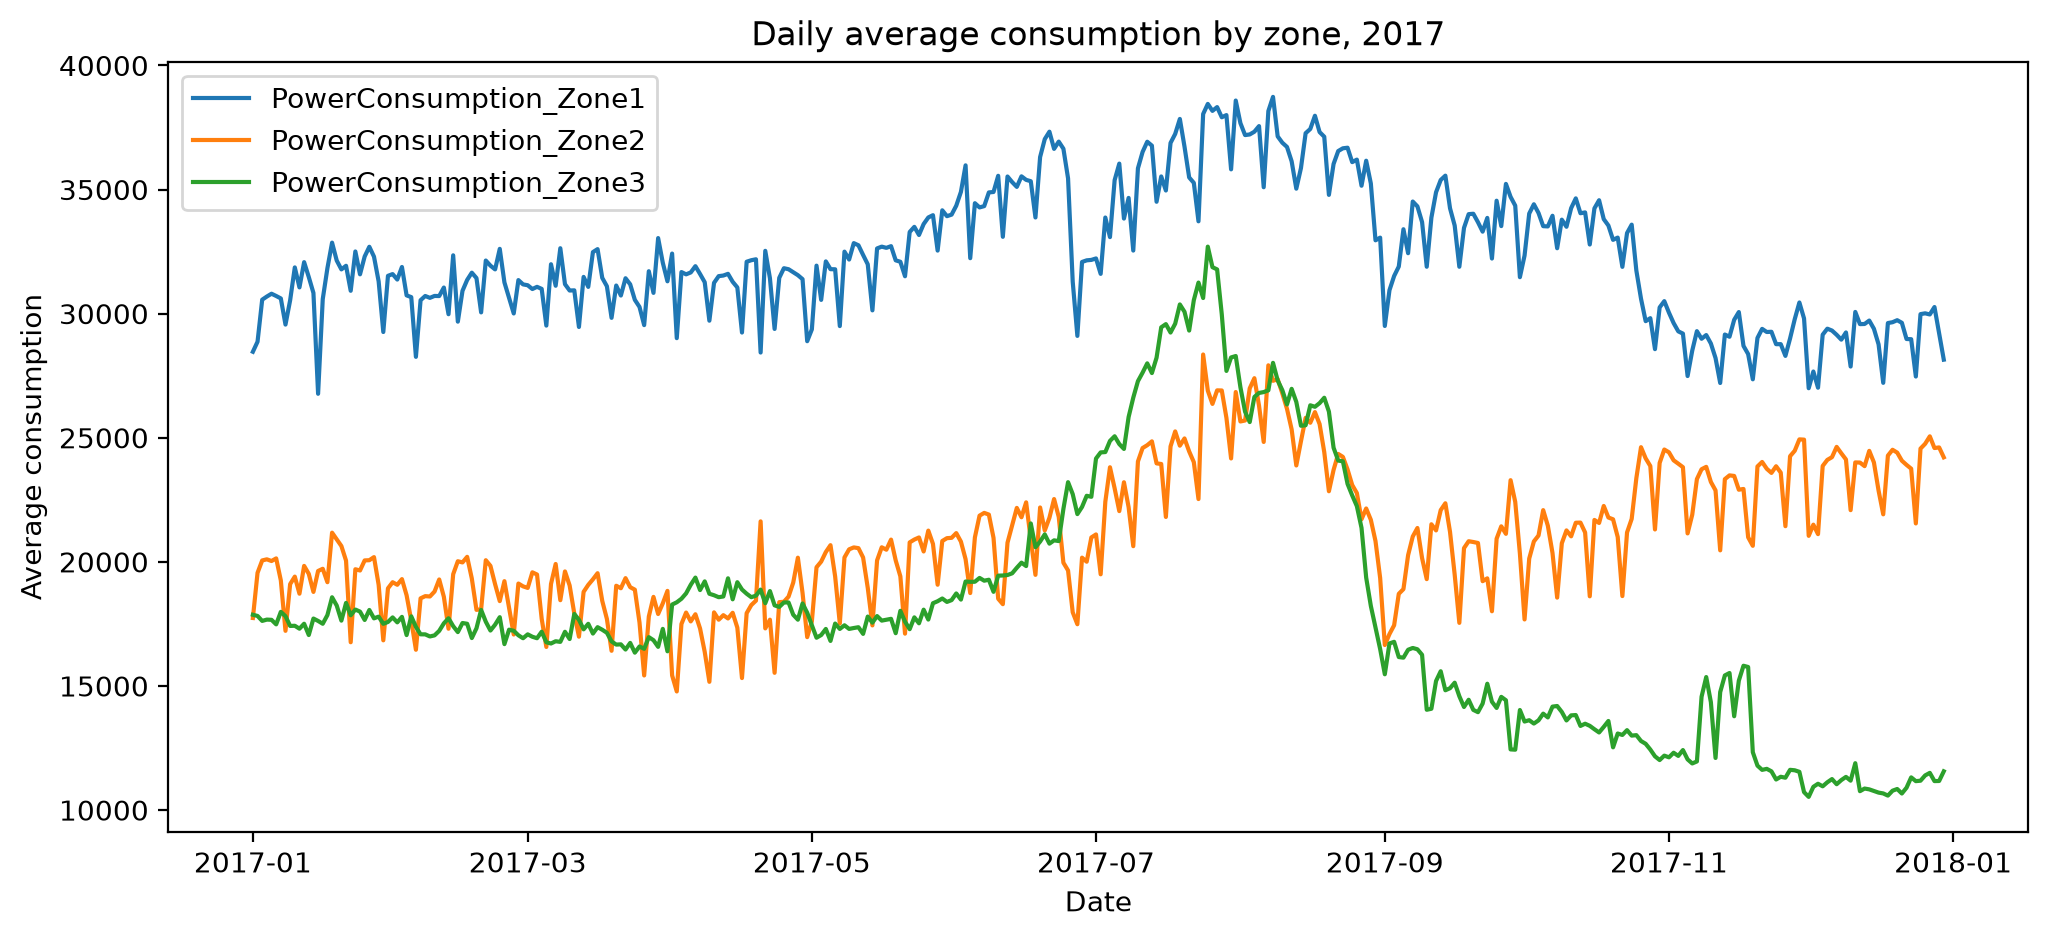 Daily average consumption by zone, 2017
40000
35000
30000
25000
20000
15000
10000
Average consumption
PowerConsumption_Zone1
PowerConsumption_Zone2
PowerConsumption_Zone3
2017-01 2017-03 2017-05 2017-07 2017-09 2017-11 2018-01
Date